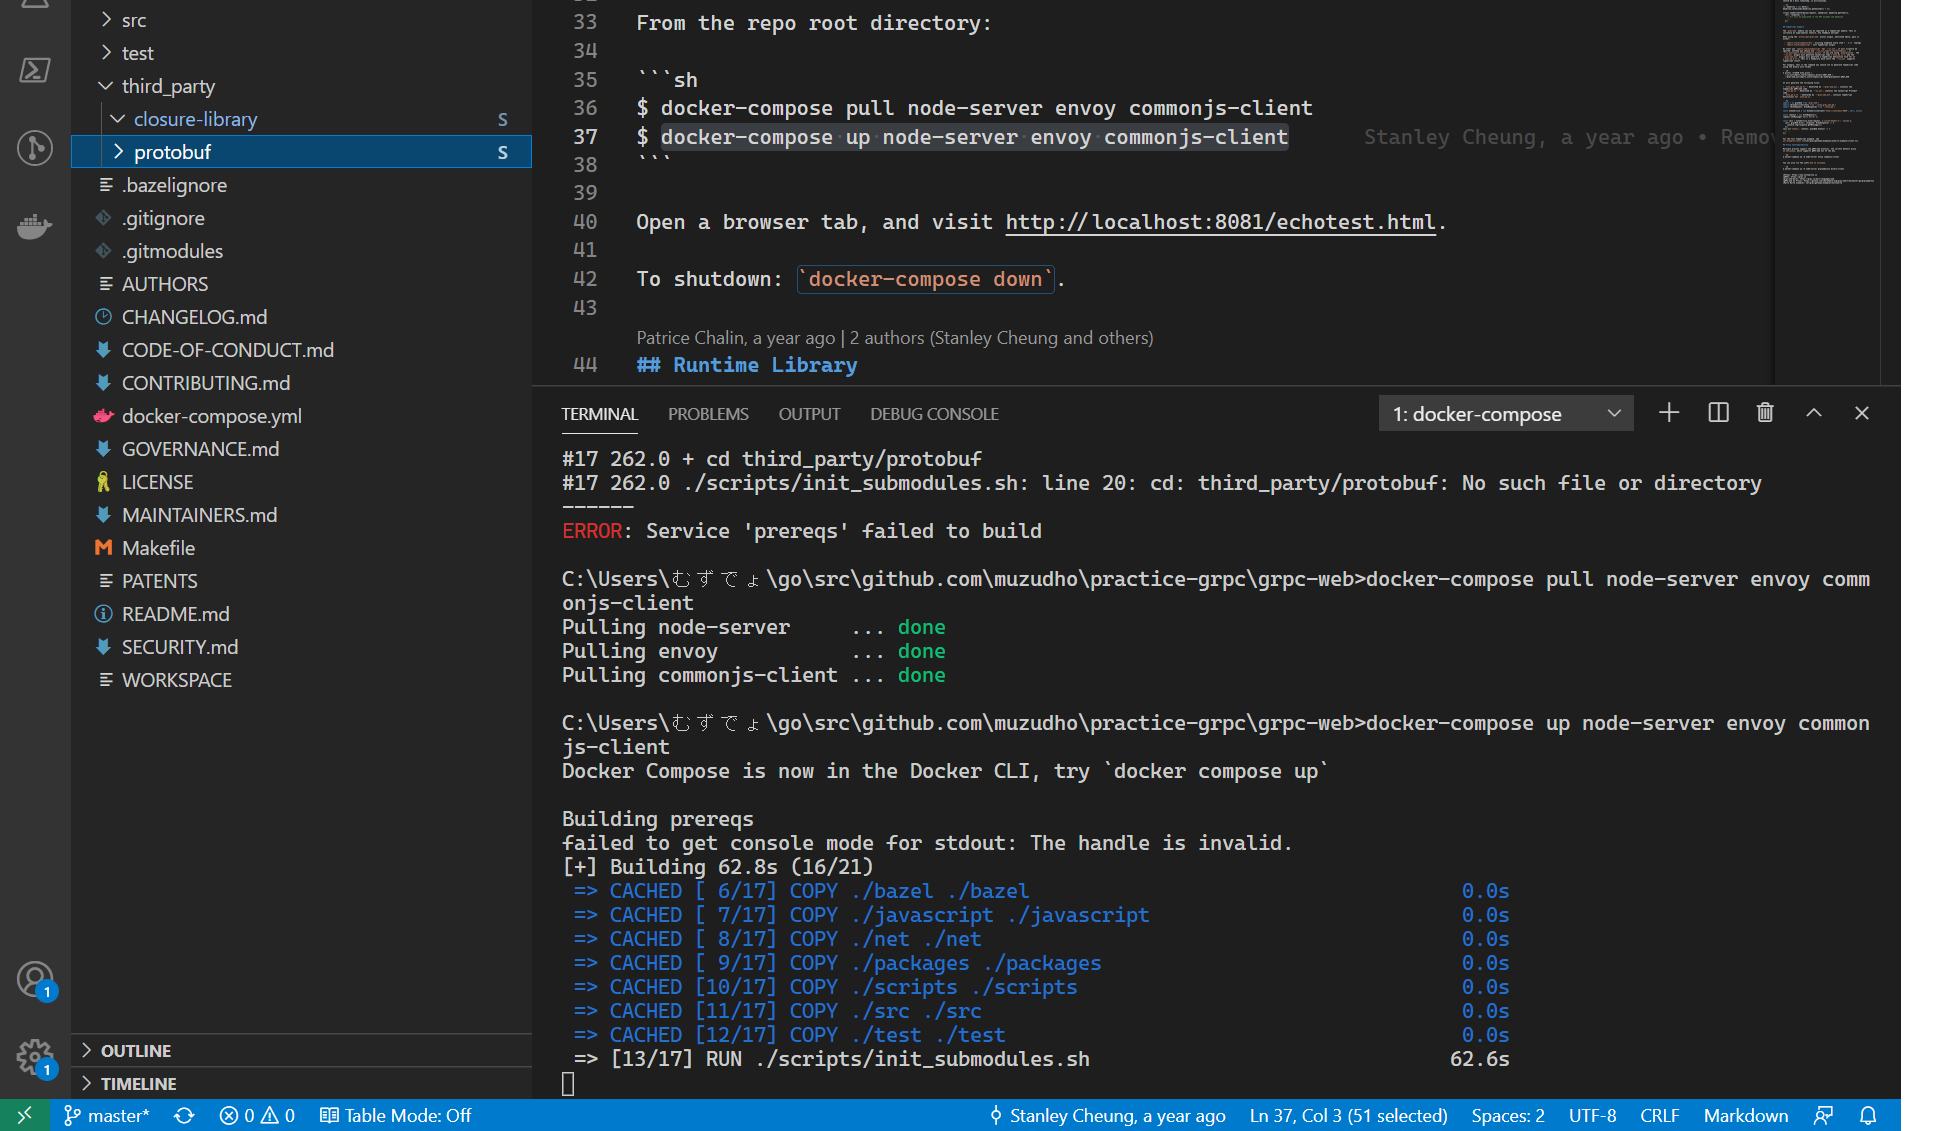 src
test
third_party
closure-library S
protobuf S
.bazelignore
.gitignore
.gitmodules
AUTHORS
CHANGELOG.md
CODE-OF-CONDUCT.md
CONTRIBUTING.md
docker-compose.yml
GOVERNANCE.md
LICENSE
MAINTAINERS.md
Makefile
PATENTS
README.md
SECURITY.md
WORKSPACE
OUTLINE
TIMELINE
1
1
33 From the repo root directory:
34
35 ```sh
36 $ docker-compose pull node-server envoy commonjs-client
37 $ docker-compose up node-server envoy commonjs-client Stanley Cheung, a year ago • Remov
38 ```
39
40 Open a browser tab, and visit http://localhost:8081/echotest.html.
41
42 To shutdown: `docker-compose down`.
43
Patrice Chalin, a year ago | 2 authors (Stanley Cheung and others)
44 ## Runtime Library
TERMINAL PROBLEMS OUTPUT DEBUG CONSOLE 1: docker-compose
#17 262.0 + cd third_party/protobuf
#17 262.0 ./scripts/init_submodules.sh: line 20: cd: third_party/protobuf: No such file or directory
------
ERROR: Service 'prereqs' failed to build
C:\Users\むずでょ\go\src\github.com\muzudho\practice-grpc\grpc-web>docker-compose pull node-server envoy comm
onjs-client
Pulling node-server ... done
Pulling envoy ... done
Pulling commonjs-client ... done
C:\Users\むずでょ\go\src\github.com\muzudho\practice-grpc\grpc-web>docker-compose up node-server envoy common
js-client
Docker Compose is now in the Docker CLI, try `docker compose up`
Building prereqs
failed to get console mode for stdout: The handle is invalid.
[+] Building 62.8s (16/21)
=> CACHED [ 6/17] COPY ./bazel ./bazel 0.0s
=> CACHED [ 7/17] COPY ./javascript ./javascript 0.0s
=> CACHED [ 8/17] COPY ./net ./net 0.0s
=> CACHED [ 9/17] COPY ./packages ./packages 0.0s
=> CACHED [10/17] COPY ./scripts ./scripts 0.0s
=> CACHED [11/17] COPY ./src ./src 0.0s
=> CACHED [12/17] COPY ./test ./test 0.0s
=> [13/17] RUN ./scripts/init_submodules.sh 62.6s
master* 0 0 Table Mode: Off Stanley Cheung, a year ago Ln 37, Col 3 (51 selected) Spaces: 2 UTF-8 CRLF Markdown